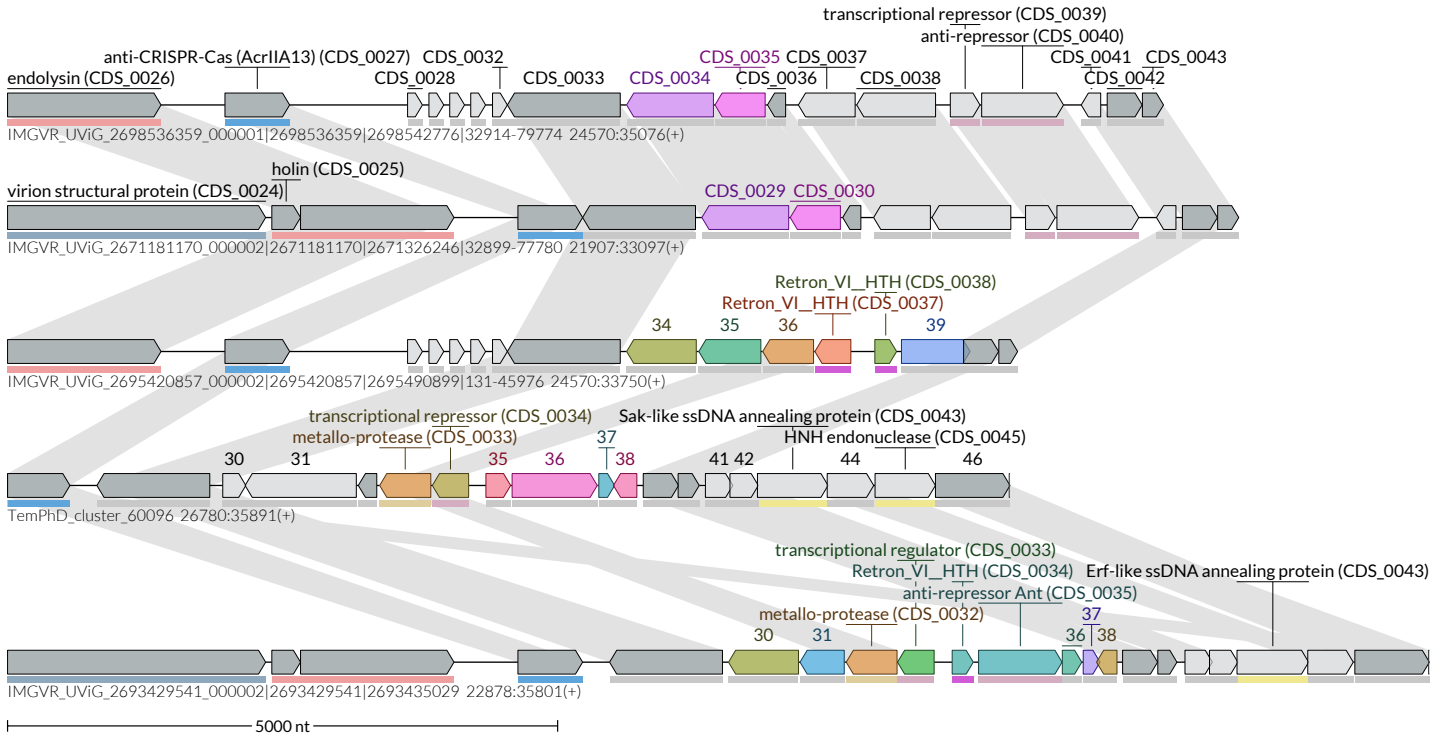 transcriptional repressor (CDS_0039)
anti-repressor (CDS_0040)
anti-CRISPR-Cas (AcrIIA13) (CDS_0027) CDS_0032 CDS_0035 CDS_0037 CDS_0041 CDS_0043
endolysin (CDS_0026) CDS_0028 CDS_0033 CDS_0034 CDS_0036 CDS_0038 CDS_0042
IMGVR_UViG_2698536359_000001|2698536359|2698542776|32914-79774 24570:35076(+)
holin (CDS_0025)
virion structural protein (CDS_0024) CDS_0029 CDS_0030
IMGVR_UViG_2671181170_000002|2671181170|2671326246|32899-77780 21907:33097(+)
Retron_VI__HTH (CDS_0038)
Retron_VI__HTH (CDS_0037)
34 35 36 39
IMGVR_UViG_2695420857_000002|2695420857|2695490899|131-45976 24570:33750(+)
transcriptional repressor (CDS_0034) Sak-like ssDNA annealing protein (CDS_0043)
metallo-protease (CDS_0033) 37 HNH endonuclease (CDS_0045)
30 31 35 36 38 41 42 44 46
TemPhD_cluster_60096 26780:35891(+)
transcriptional regulator (CDS_0033)
Retron_VI__HTH (CDS_0034) Erf-like ssDNA annealing protein (CDS_0043)
anti-repressor Ant (CDS_0035)
metallo-protease (CDS_0032) 37
30 31 36 38
IMGVR_UViG_2693429541_000002|2693429541|2693435029 22878:35801(+)
5000 nt